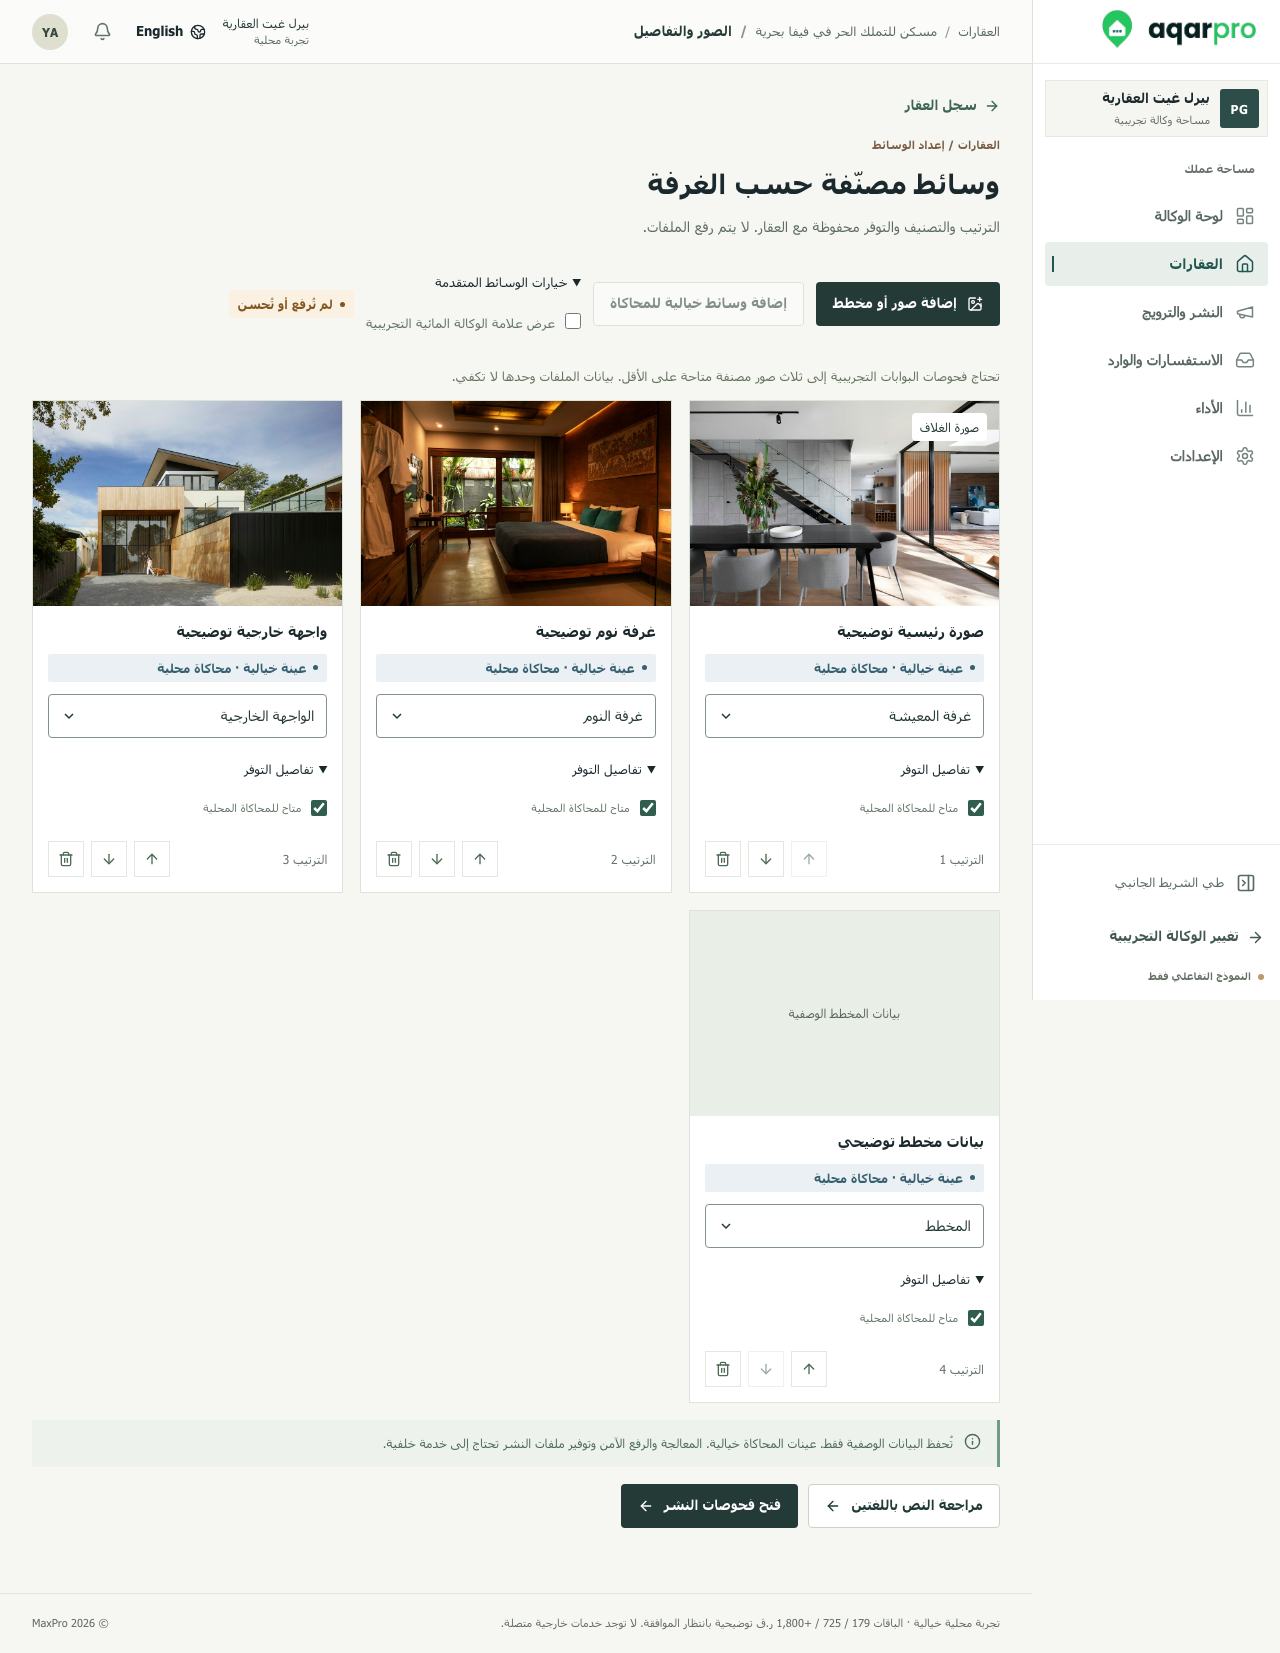 aqarpro
PG
بيرل غيت العقارية
مساحة وكالة تجريبية
مساحة عملك
لوحة الوكالة
العقارات
النشر والترويج
الاستفسارات والوارد
الأداء
الإعدادات
طي الشريط الجانبي
تغيير الوكالة التجريبية
النموذج التفاعلي فقط
العقارات / مسكن للتملك الحر في فيفا بحرية / الصور والتفاصيل
بيرل غيت العقارية
تجربة محلية
English
YA
سجل العقار
العقارات / إعداد الوسائط
وسائط مصنّفة حسب الغرفة
الترتيب والتصنيف والتوفر محفوظة مع العقار. لا يتم رفع الملفات.
إضافة صور أو مخطط
إضافة وسائط خيالية للمحاكاة
خيارات الوسائط المتقدمة
عرض علامة الوكالة المائية التجريبية
لم تُرفع أو تُحسن
تحتاج فحوصات البوابات التجريبية إلى ثلاث صور مصنفة متاحة على الأقل. بيانات الملفات وحدها لا تكفي.
صورة الغلاف
صورة رئيسية توضيحية
عينة خيالية · محاكاة محلية
غرفة المعيشة
تفاصيل التوفر
متاح للمحاكاة المحلية
الترتيب 1
غرفة نوم توضيحية
عينة خيالية · محاكاة محلية
غرفة النوم
تفاصيل التوفر
متاح للمحاكاة المحلية
الترتيب 2
واجهة خارجية توضيحية
عينة خيالية · محاكاة محلية
الواجهة الخارجية
تفاصيل التوفر
متاح للمحاكاة المحلية
الترتيب 3
بيانات المخطط الوصفية
بيانات مخطط توضيحي
عينة خيالية · محاكاة محلية
المخطط
تفاصيل التوفر
متاح للمحاكاة المحلية
الترتيب 4
تُحفظ البيانات الوصفية فقط. عينات المحاكاة خيالية. المعالجة والرفع الآمن وتوفير ملفات النشر تحتاج إلى خدمة خلفية.
مراجعة النص باللغتين
فتح فحوصات النشر
تجربة محلية خيالية · الباقات 179 / 725 / +1,800 ر.ق توضيحية بانتظار الموافقة. لا توجد خدمات خارجية متصلة.
© 2026 MaxPro